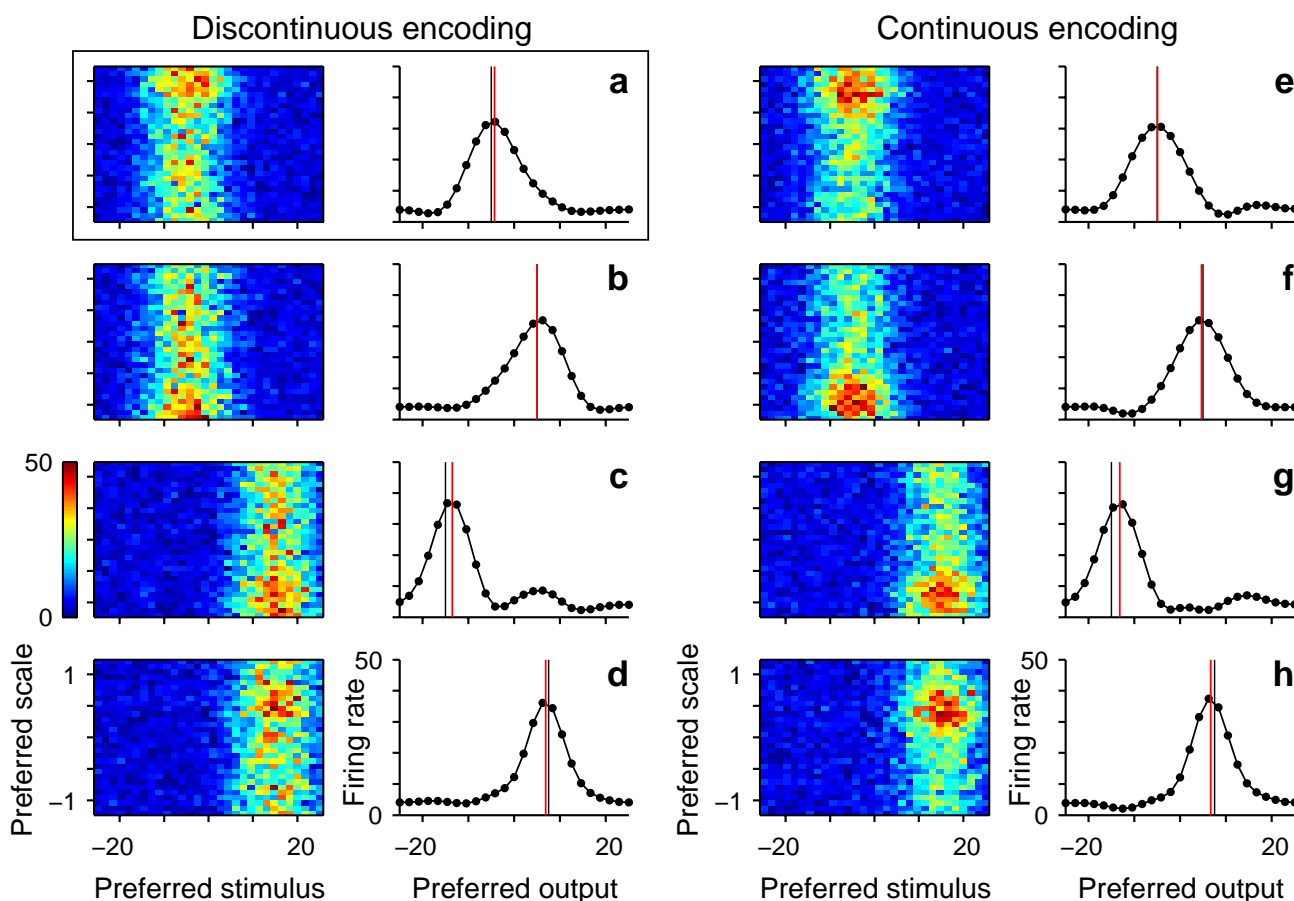 Discontinuous encoding
Continuous encoding
a
e
b
f
50
0
c
g
Preferred scale
1
−1
−20
20
Preferred stimulus
Firing rate
50
0
d
−20
20
Preferred output
Preferred scale
1
−1
−20
20
Preferred stimulus
Firing rate
50
0
h
−20
20
Preferred output